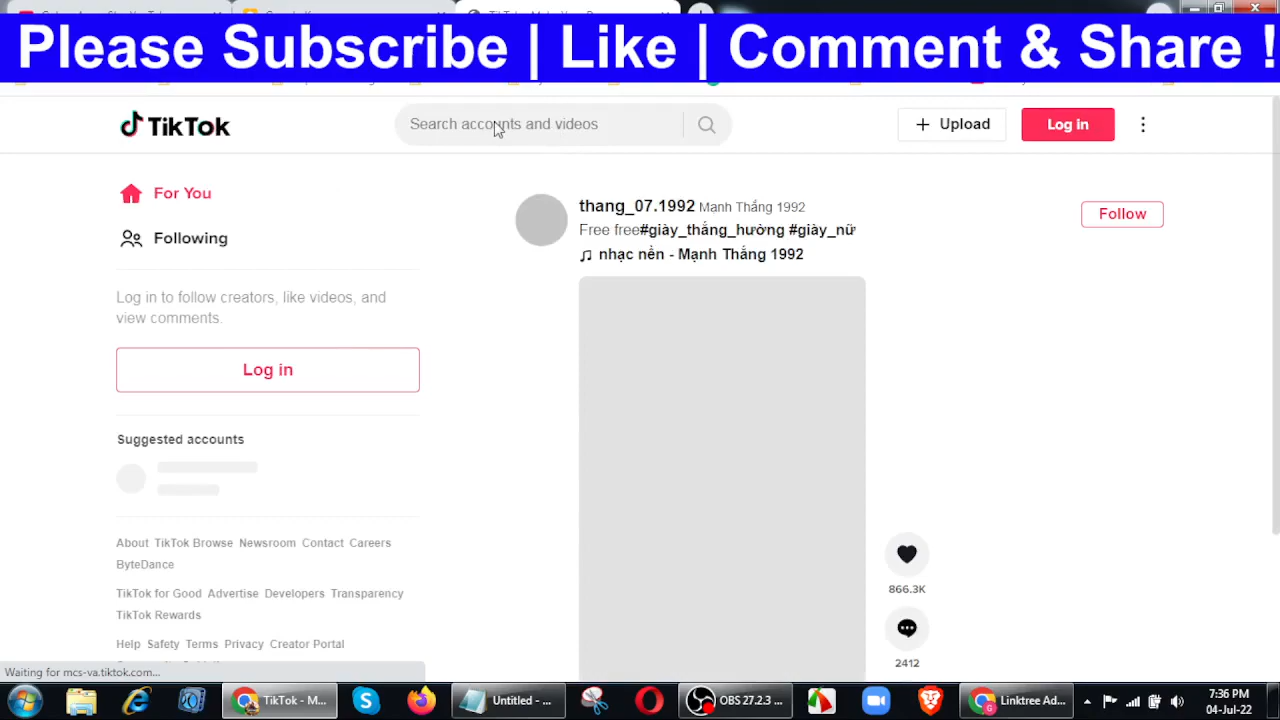 Please Subscribe | Like | Comment & Share !
TikTok
Search accounts and videos
Upload
Log in
For You
Following
Log in to follow creators, like videos, and
view comments.
Log in
Suggested accounts
About TikTok Browse Newsroom Contact Careers
ByteDance
TikTok for Good Advertise Developers Transparency
TikTok Rewards
Help Safety Terms Privacy Creator Portal
thang_07.1992 Mạnh Thắng 1992
Follow
Free free#giày_thắng_hường #giày_nữ
nhạc nền - Mạnh Thắng 1992
866.3K
2412
Waiting for mcs-va.tiktok.com...
TikTok - M...
Untitled - ...
OBS 27.2.3 ...
Linktree Ad...
7:36 PM
04-Jul-22